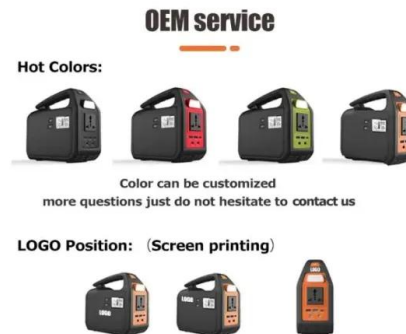 OEM service
Hot Colors:
Color can be customized
more questions just do not hesitate to contact us
LOGO Position: （Screen printing）
LOGO
LOGO
LOGO